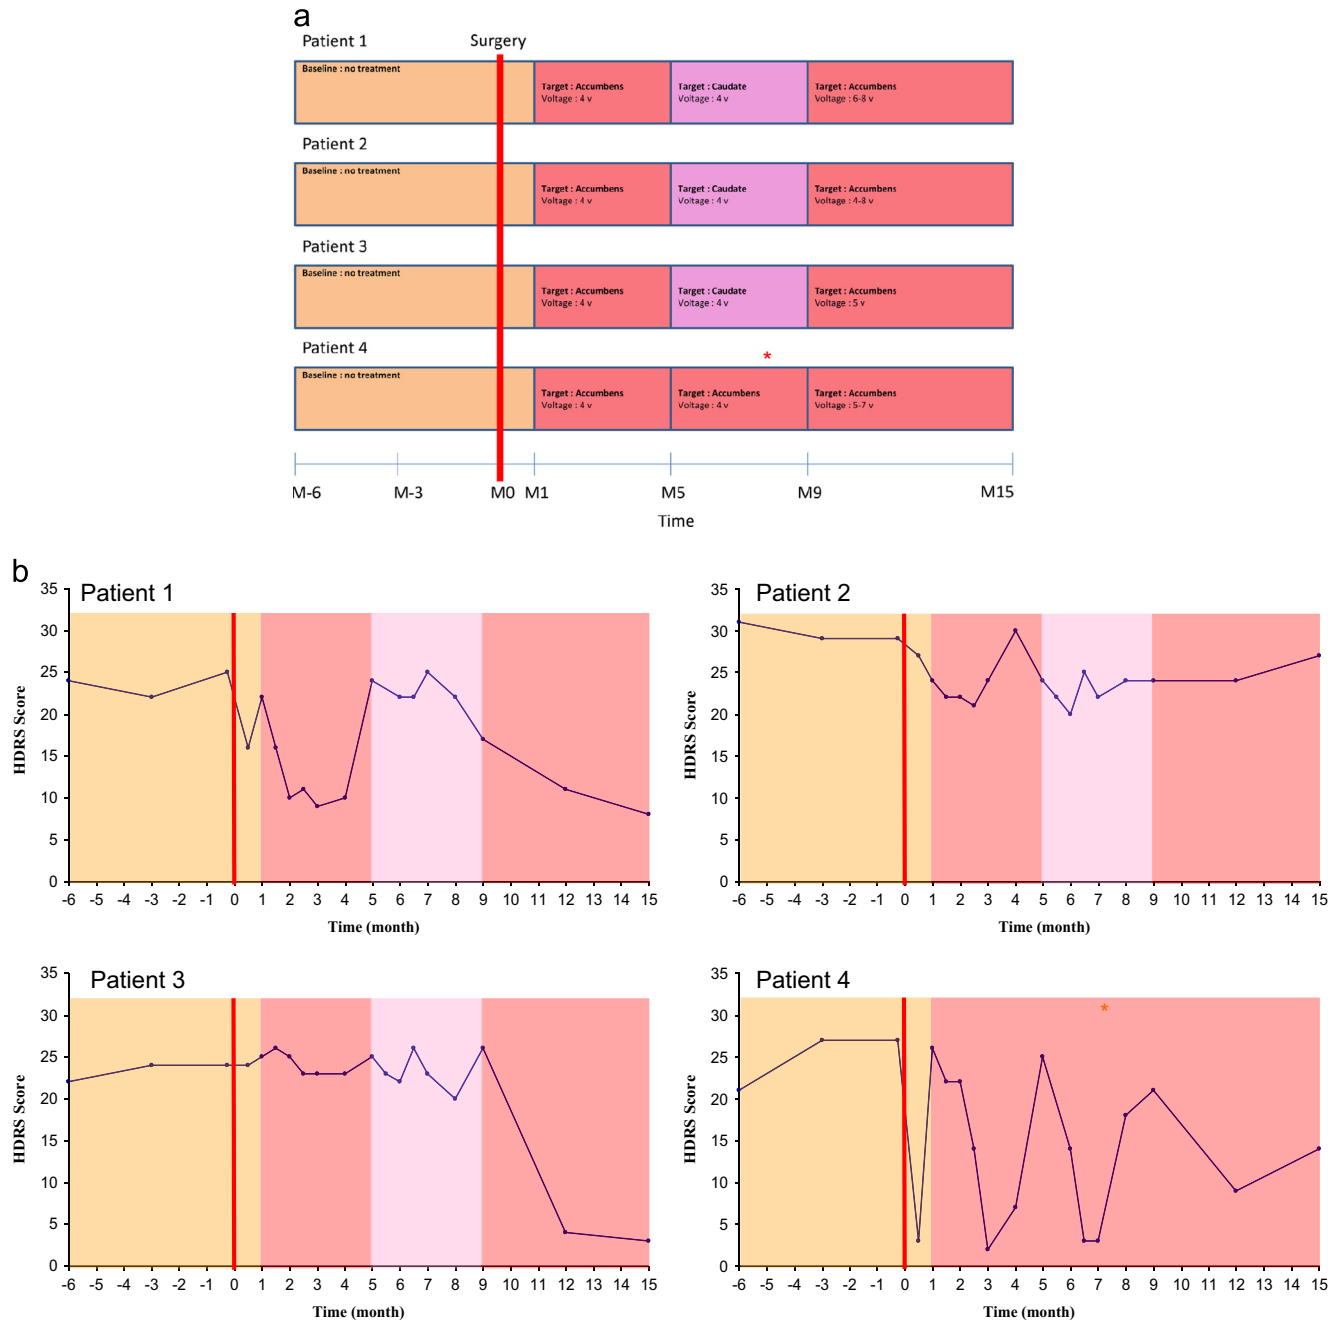 a
Patient 1
Surgery
Baseline : no treatment
Target : Accumbens
Voltage : 4 v
Target : Caudate
Voltage : 4 v
Target : Accumbens
Voltage : 6-8 v
Patient 2
Baseline : no treatment
Target : Accumbens
Voltage : 4 v
Target : Caudate
Voltage : 4 v
Target : Accumbens
Voltage : 4-8 v
Patient 3
Baseline : no treatment
Target : Accumbens
Voltage : 4 v
Target : Caudate
Voltage : 4 v
Target : Accumbens
Voltage : 5 v
Patient 4
*
Baseline : no treatment
Target : Accumbens
Voltage : 4 v
Target : Accumbens
Voltage : 4 v
Target : Accumbens
Voltage : 5-7 v
M-6 M-3 M0 M1 M5 M9 M15
Time
b
Patient 1
HDRS Score
35
30
25
20
15
10
5
0
-6 -5 -4 -3 -2 -1 0 1 2 3 4 5 6 7 8 9 10 11 12 13 14 15
Time (month)
Patient 2
HDRS Score
35
30
25
20
15
10
5
0
-6 -5 -4 -3 -2 -1 0 1 2 3 4 5 6 7 8 9 10 11 12 13 14 15
Time (month)
Patient 3
HDRS Score
35
30
25
20
15
10
5
0
-6 -5 -4 -3 -2 -1 0 1 2 3 4 5 6 7 8 9 10 11 12 13 14 15
Time (month)
Patient 4
*
HDRS Score
35
30
25
20
15
10
5
0
-6 -5 -4 -3 -2 -1 0 1 2 3 4 5 6 7 8 9 10 11 12 13 14 15
Time (month)